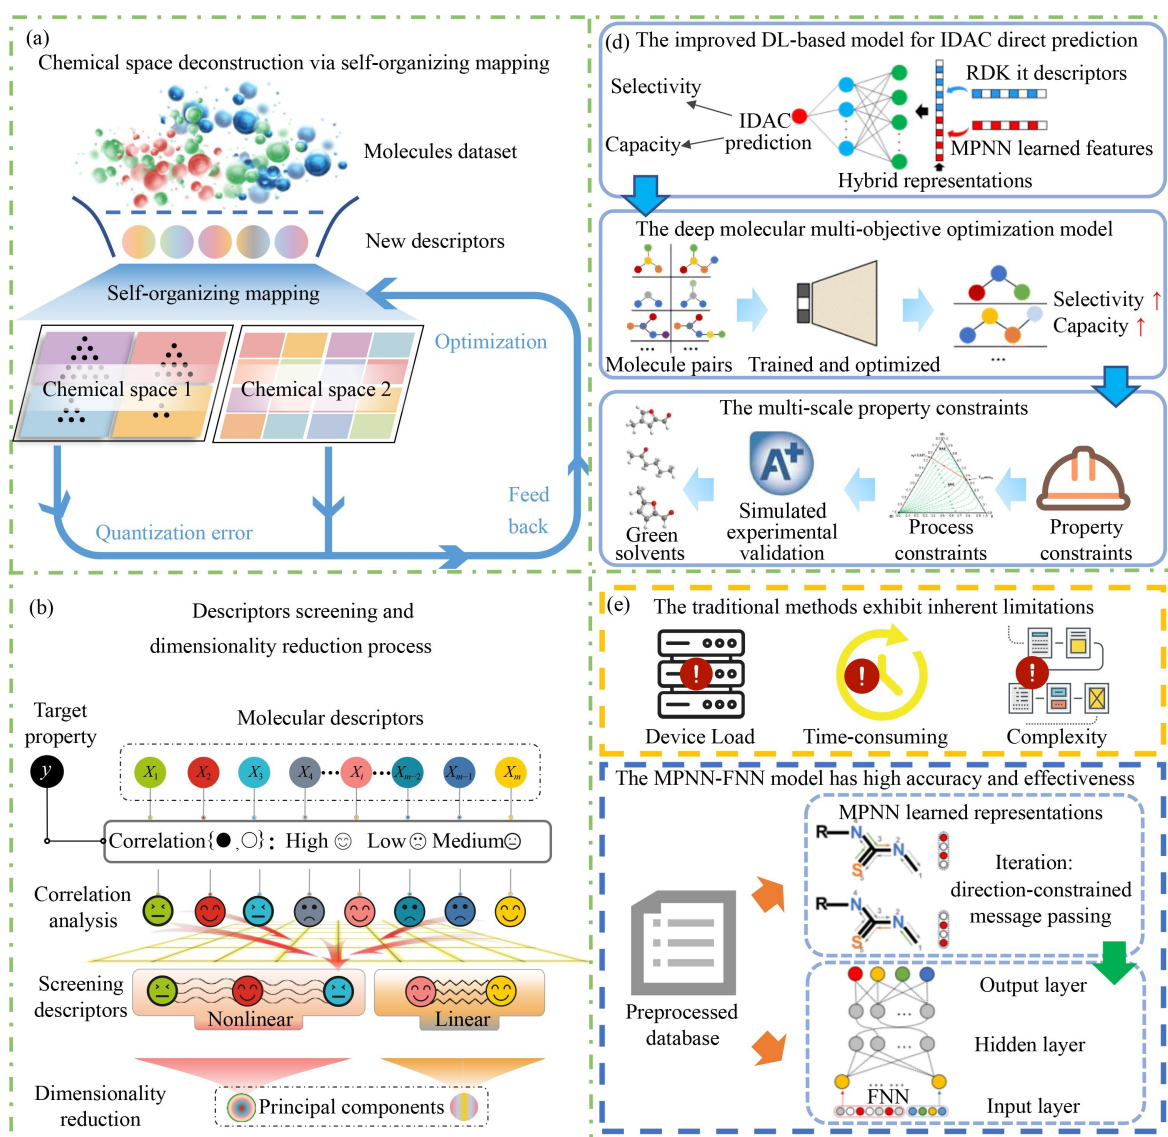 (a)
Chemical space deconstruction via self-organizing mapping
Molecules dataset
New descriptors
Self-organizing mapping
Optimization
Chemical space 1
Chemical space 2
Quantization error
Feed
back
(b)
Descriptors screening and
dimensionality reduction process
Target
property
Molecular descriptors
y
X1 X2 X3 X4 Xi Xm−2 Xm−1 Xm
Correlation{ , }: High Low Medium
Correlation
analysis
Screening
descriptors
Nonlinear
Linear
Dimensionality
reduction
Principal components
(d)
The improved DL-based model for IDAC direct prediction
Selectivity
Capacity
IDAC
prediction
RDK it descriptors
MPNN learned features
Hybrid representations
The deep molecular multi-objective optimization model
Selectivity ↑
Capacity ↑
Molecule pairs
Trained and optimized
The multi-scale property constraints
A+
Green
solvents
Simulated
experimental
validation
Process
constraints
Property
constraints
(e)
The traditional methods exhibit inherent limitations
Device Load
Time-consuming
Complexity
The MPNN-FNN model has high accuracy and effectiveness
MPNN learned representations
R N N S
Iteration:
direction-constrained
message passing
R N N S
Preprocessed
database
Output layer
Hidden layer
FNN
Input layer